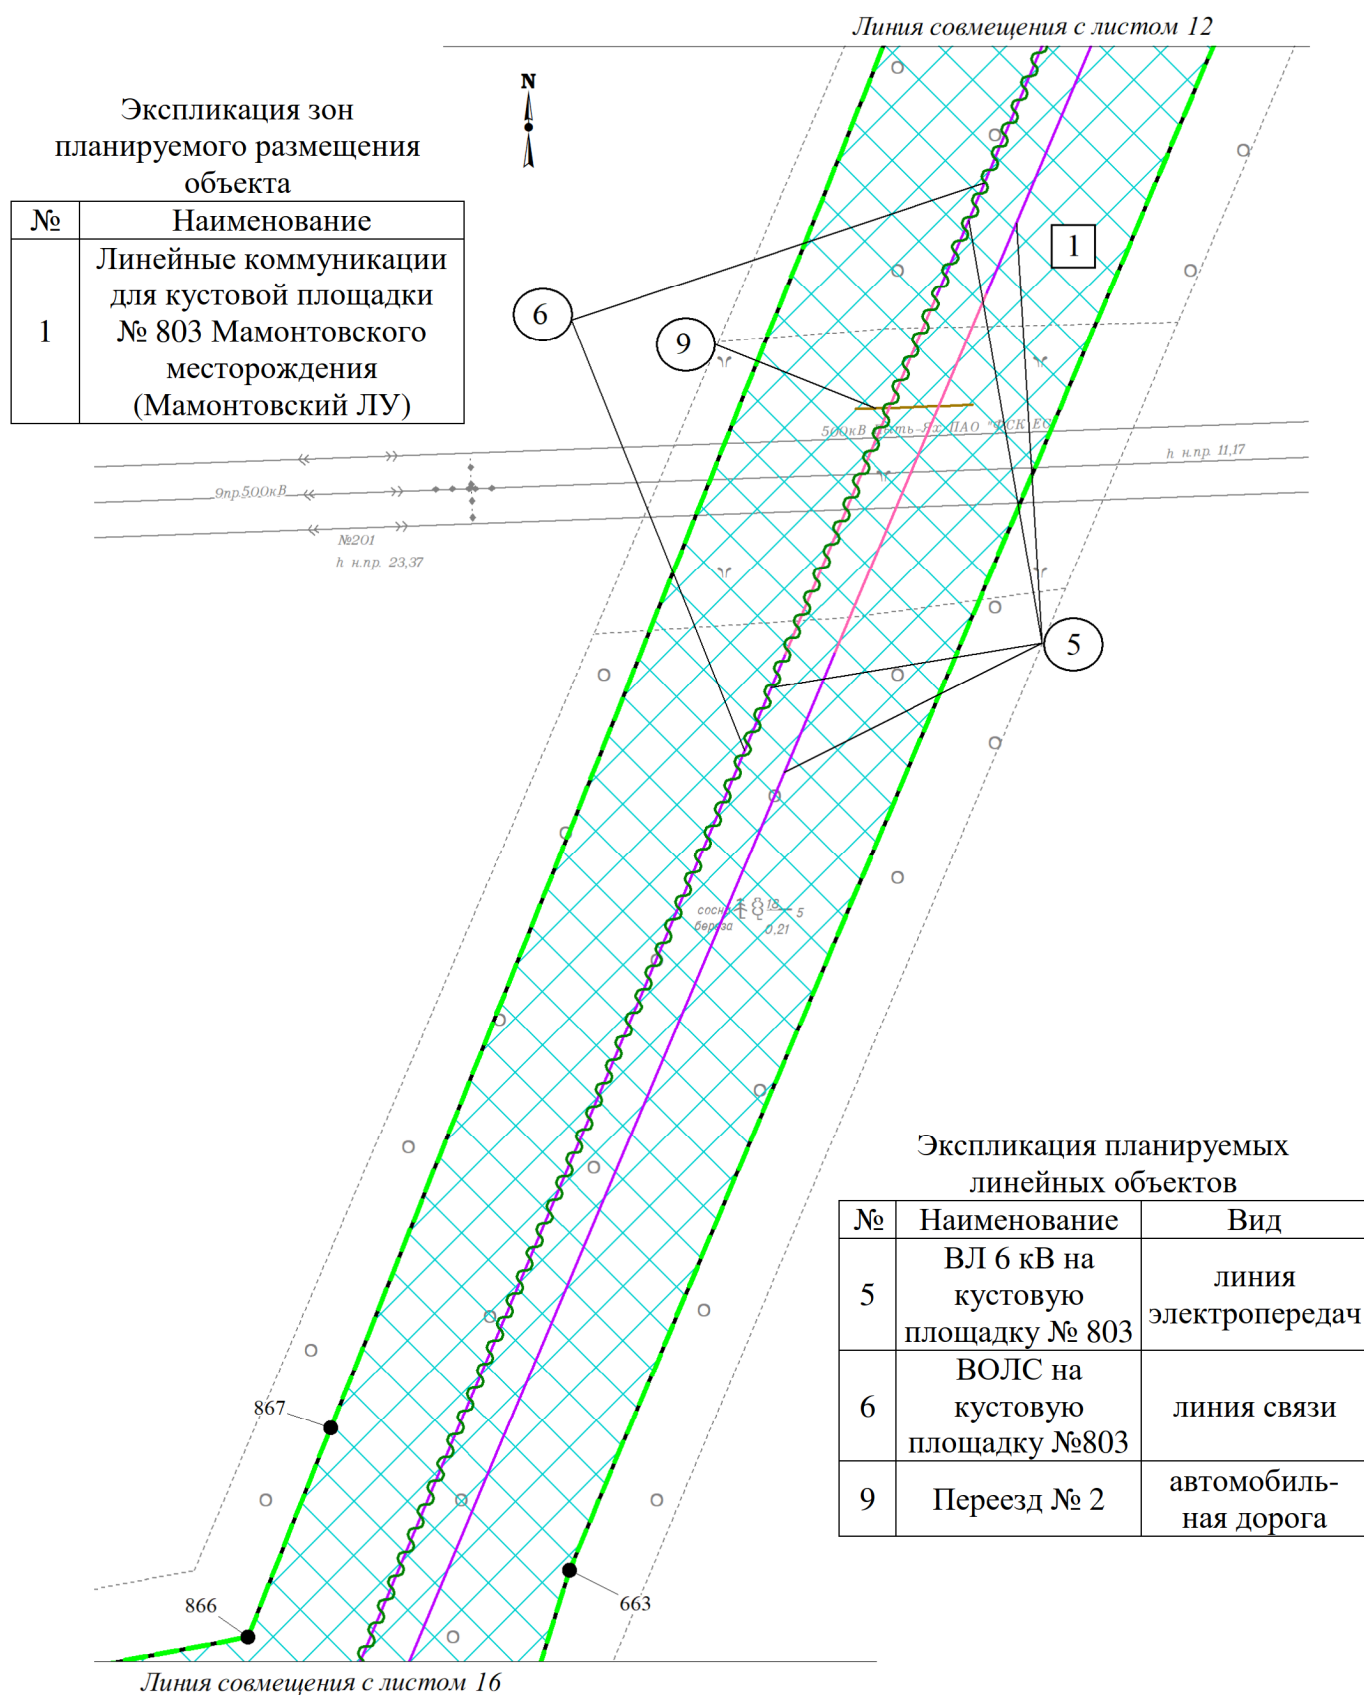 Линия совмещения с листом 12
N
Экспликация зон
планируемого размещения
объекта
№ Наименование
1 Линейные коммуникации
для кустовой площадки
№ 803 Мамонтовского
месторождения
(Мамонтовский ЛУ)
1
6
9
500кВ Пыть-Ях ПАО "ФСК ЕС
h н.пр. 11,17
9пр.500кВ
№201
h н.пр. 23,37
5
сосна 18 5
береза 0,21
Экспликация планируемых
линейных объектов
№ Наименование Вид
5 ВЛ 6 кВ на
кустовую
площадку № 803
линия
электропередач
6 ВОЛС на
кустовую
площадку №803
линия связи
9 Переезд № 2
автомобиль-
ная дорога
867
866
663
Линия совмещения с листом 16